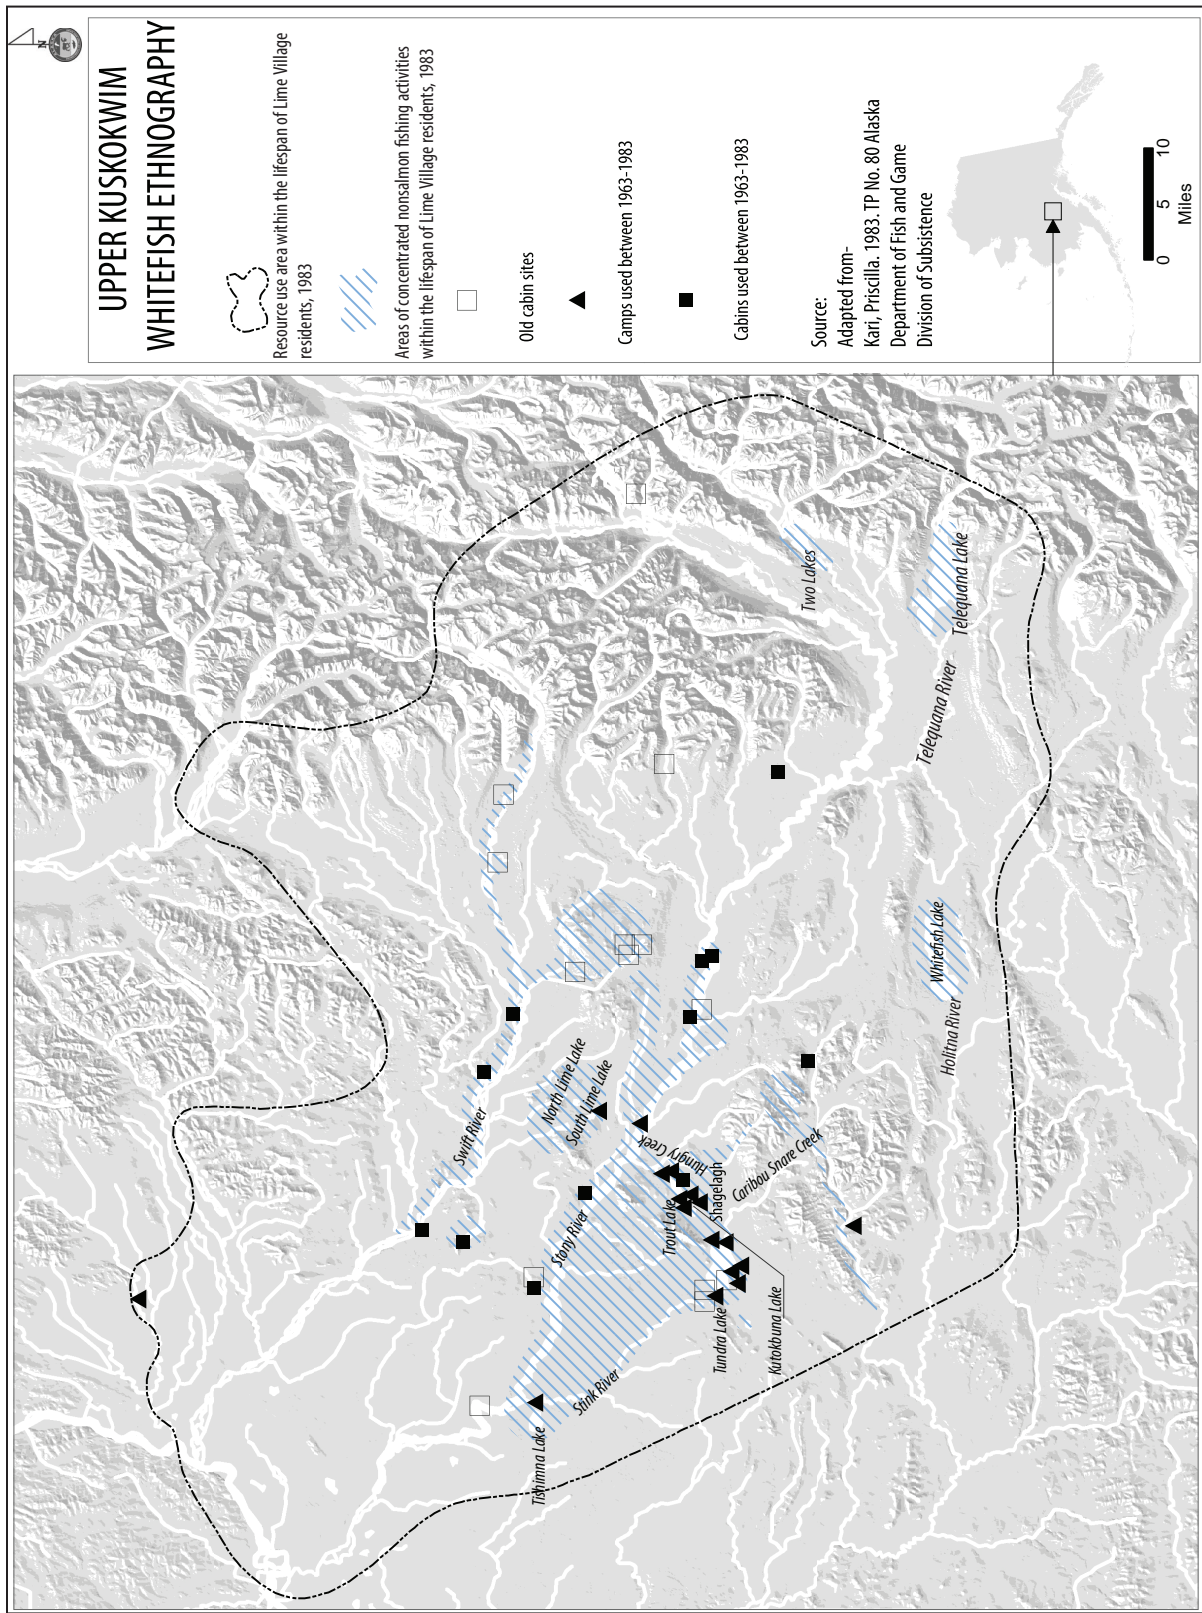 UPPER KUSKOKWIM
WHITEFISH ETHNOGRAPHY
N
Resource use area within the lifespan of Lime Village
residents, 1983
Areas of concentrated nonsalmon fishing activities
within the lifespan of Lime Village residents, 1983
Old cabin sites
Camps used between 1963-1983
Cabins used between 1963-1983
Source:
Adapted from-
Kari, Priscilla. 1983. TP No. 80 Alaska
Department of Fish and Game
Division of Subsistence
0 5 10
Miles
Swift River
North Lime Lake
South Lime Lake
Stony River
Hungry Creek
Trout Lake
Shagelagh
Caribou Snare Creek
Tishimna Lake
Stink River
Tundra Lake
Kutokbuna Lake
Two Lakes
Telequana Lake
Telequana River
Whitefish Lake
Holitna River